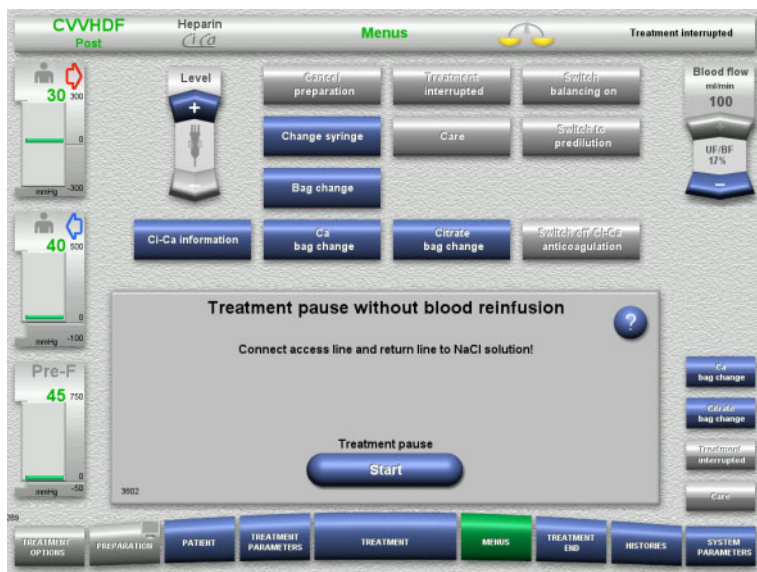 CVVHDF
Post
Heparin
Ci Ca
Menus
Treatment interrupted
30
300
0
mmHg
-300
Level
+
−
Cancel
preparation
Treatment
interrupted
Switch
balancing on
Change syringe
Care
Switch to
predilution
Bag change
Blood flow
ml/min
100
+
UF/BF
17%
−
40
500
0
mmHg
-100
Ci-Ca information
Ca
bag change
Citrate
bag change
Switch off Ci-Ca
anticoagulation
Treatment pause without blood reinfusion
?
Connect access line and return line to NaCl solution!
Treatment pause
Start
3602
Pre-F
45
750
0
mmHg
-50
Ca
bag change
Citrate
bag change
Treatment
interrupted
Care
TREATMENT
OPTIONS
PREPARATION
PATIENT
TREATMENT
PARAMETERS
TREATMENT
MENUS
TREATMENT
END
HISTORIES
SYSTEM
PARAMETERS